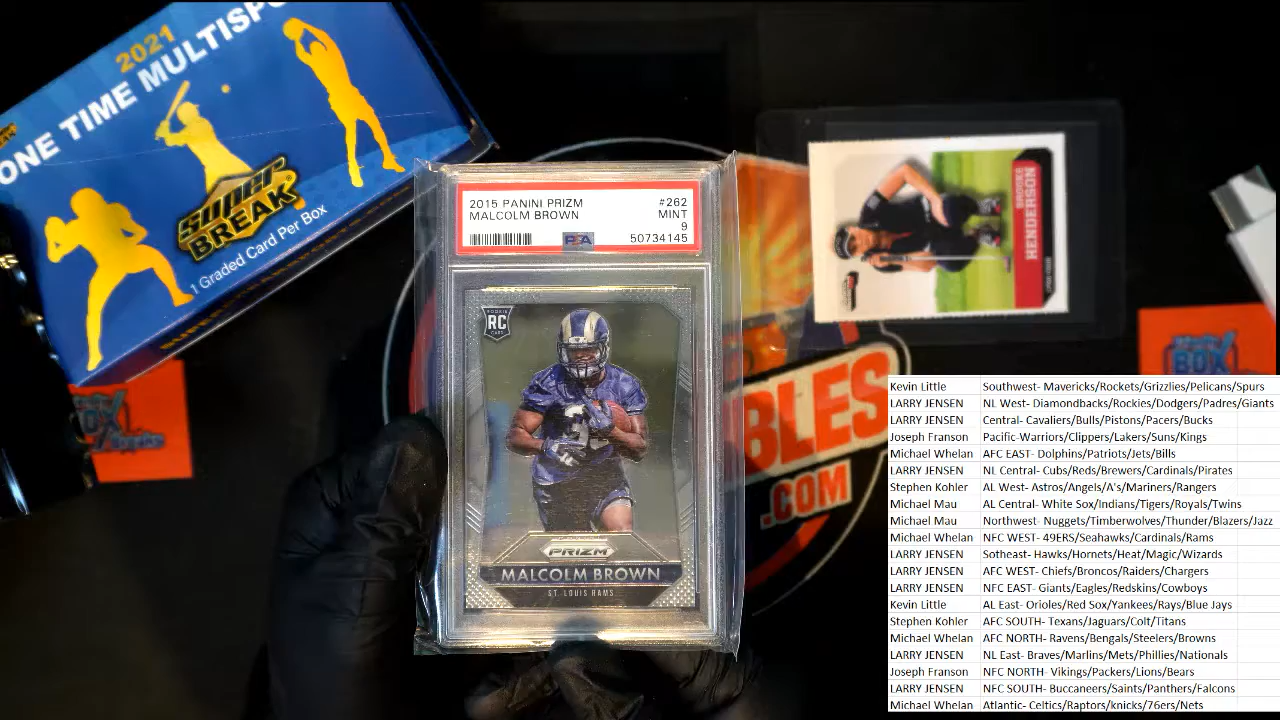 2021
ONE TIME MULTISPO
SUPER
BREAK
1 Graded Card Per Box
2015 PANINI PRIZM
MALCOLM BROWN
#262
MINT
9
PSA
50734145
ROOKIE
RC
CARD
PRIZM
MALCOLM BROWN
ST. LOUIS RAMS
BROOKE
HENDERSON
BLES
.COM
BOX
Kevin Little Southwest- Mavericks/Rockets/Grizzlies/Pelicans/Spurs
LARRY JENSEN NL West- Diamondbacks/Rockies/Dodgers/Padres/Giants
LARRY JENSEN Central- Cavaliers/Bulls/Pistons/Pacers/Bucks
Joseph Franson Pacific-Warriors/Clippers/Lakers/Suns/Kings
Michael Whelan AFC EAST- Dolphins/Patriots/Jets/Bills
LARRY JENSEN NL Central- Cubs/Reds/Brewers/Cardinals/Pirates
Stephen Kohler AL West- Astros/Angels/A's/Mariners/Rangers
Michael Mau AL Central- White Sox/Indians/Tigers/Royals/Twins
Michael Mau Northwest- Nuggets/Timberwolves/Thunder/Blazers/Jazz
Michael Whelan NFC WEST- 49ERS/Seahawks/Cardinals/Rams
LARRY JENSEN Sotheast- Hawks/Hornets/Heat/Magic/Wizards
LARRY JENSEN AFC WEST- Chiefs/Broncos/Raiders/Chargers
LARRY JENSEN NFC EAST- Giants/Eagles/Redskins/Cowboys
Kevin Little AL East- Orioles/Red Sox/Yankees/Rays/Blue Jays
Stephen Kohler AFC SOUTH- Texans/Jaguars/Colt/Titans
Michael Whelan AFC NORTH- Ravens/Bengals/Steelers/Browns
LARRY JENSEN NL East- Braves/Marlins/Mets/Phillies/Nationals
Joseph Franson NFC NORTH- Vikings/Packers/Lions/Bears
LARRY JENSEN NFC SOUTH- Buccaneers/Saints/Panthers/Falcons
Michael Whelan Atlantic- Celtics/Raptors/knicks/76ers/Nets